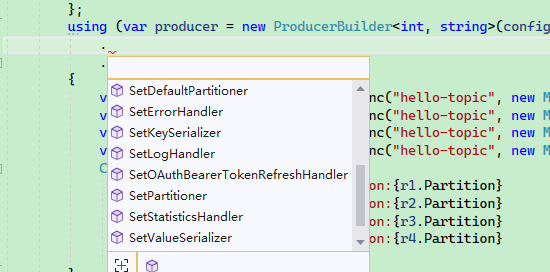 };
using (var producer = new ProducerBuilder<int, string>(config
.
.
{
v nc("hello-topic", new M
SetDefaultPartitioner
v nc("hello-topic", new M
SetErrorHandler
v nc("hello-topic", new M
SetKeySerializer
v nc("hello-topic", new M
SetLogHandler
C
SetOAuthBearerTokenRefreshHandler
on:{r1.Partition}
SetPartitioner
on:{r2.Partition}
SetStatisticsHandler
on:{r3.Partition}
SetValueSerializer
on:{r4.Partition}
}